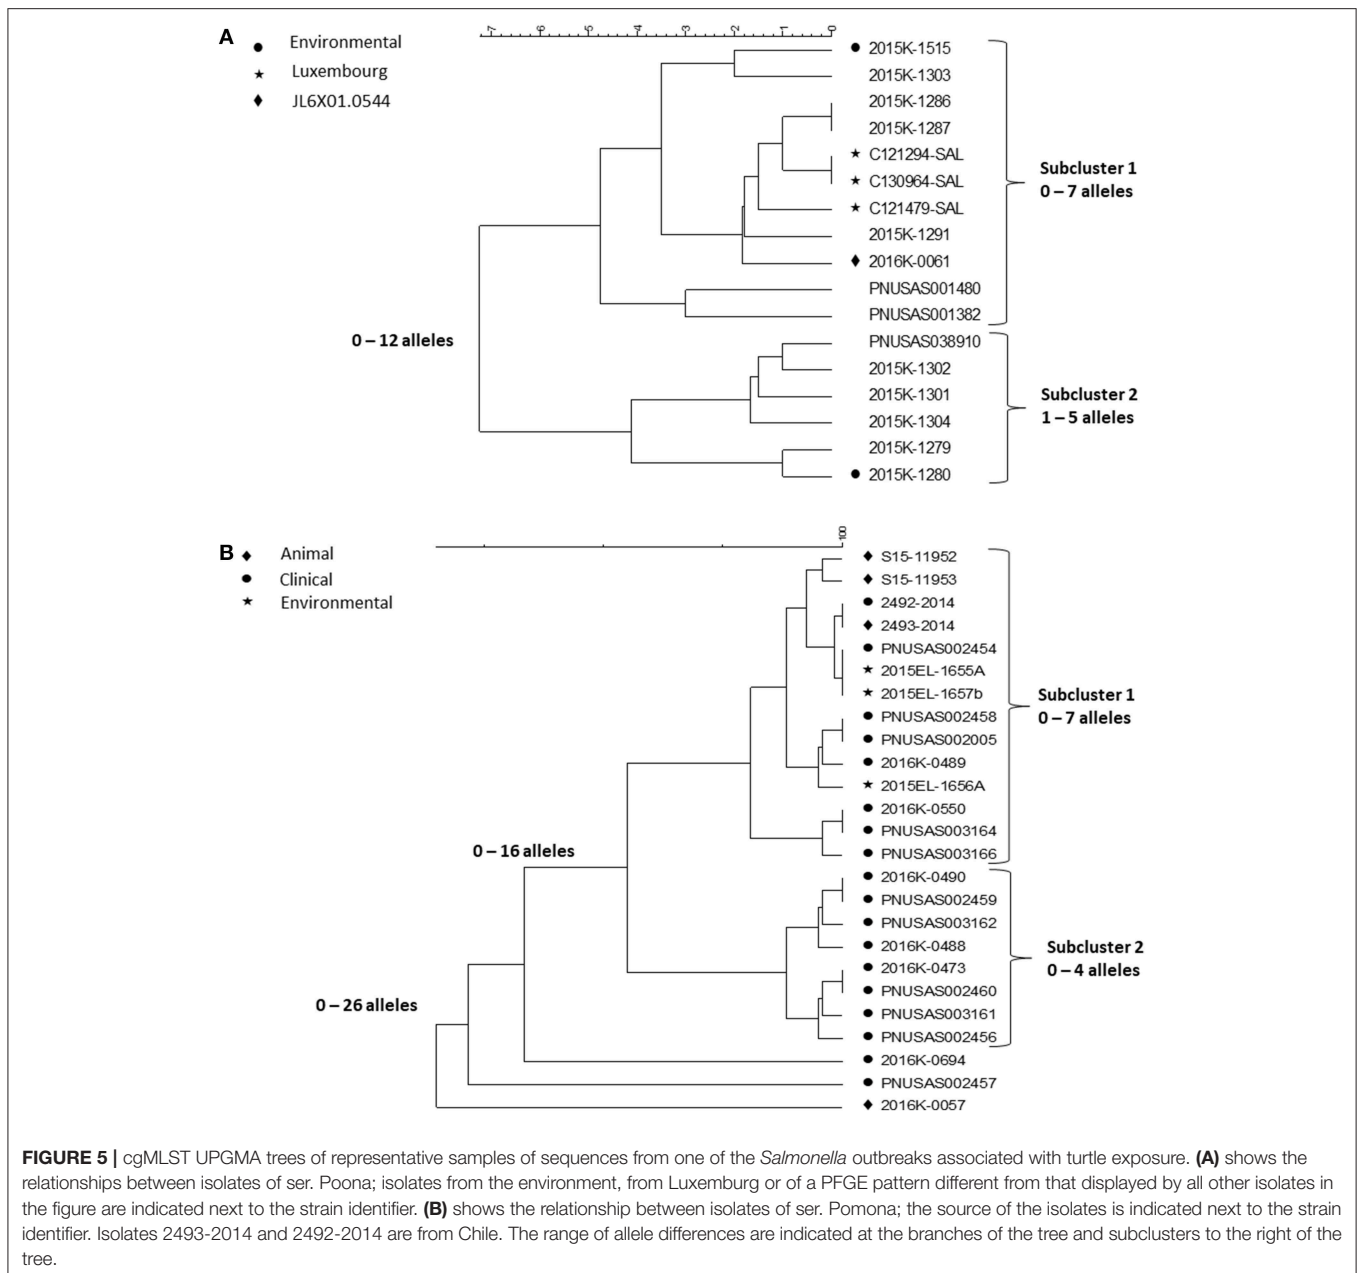 A
● Environmental
★ Luxembourg
◆ JL6X01.0544
-7 -6 -5 -4 -3 -2 -1 0
● 2015K-1515
2015K-1303
2015K-1286
2015K-1287
★ C121294-SAL
★ C130964-SAL
★ C121479-SAL
2015K-1291
◆ 2016K-0061
PNUSAS001480
PNUSAS001382
Subcluster 1
0 – 7 alleles
0 – 12 alleles
PNUSAS038910
2015K-1302
2015K-1301
2015K-1304
2015K-1279
● 2015K-1280
Subcluster 2
1 – 5 alleles
B
◆ Animal
● Clinical
★ Environmental
100
◆ S15-11952
◆ S15-11953
● 2492-2014
◆ 2493-2014
● PNUSAS002454
★ 2015EL-1655A
★ 2015EL-1657b
● PNUSAS002458
● PNUSAS002005
● 2016K-0489
★ 2015EL-1656A
● 2016K-0550
● PNUSAS003164
● PNUSAS003166
Subcluster 1
0 – 7 alleles
0 – 16 alleles
● 2016K-0490
● PNUSAS002459
● PNUSAS003162
● 2016K-0488
● 2016K-0473
● PNUSAS002460
● PNUSAS003161
● PNUSAS002456
Subcluster 2
0 – 4 alleles
0 – 26 alleles
● 2016K-0694
● PNUSAS002457
◆ 2016K-0057
FIGURE 5 | cgMLST UPGMA trees of representative samples of sequences from one of the Salmonella outbreaks associated with turtle exposure. (A) shows the
relationships between isolates of ser. Poona; isolates from the environment, from Luxemburg or of a PFGE pattern different from that displayed by all other isolates in
the figure are indicated next to the strain identifier. (B) shows the relationship between isolates of ser. Pomona; the source of the isolates is indicated next to the strain
identifier. Isolates 2493-2014 and 2492-2014 are from Chile. The range of allele differences are indicated at the branches of the tree and subclusters to the right of the
tree.